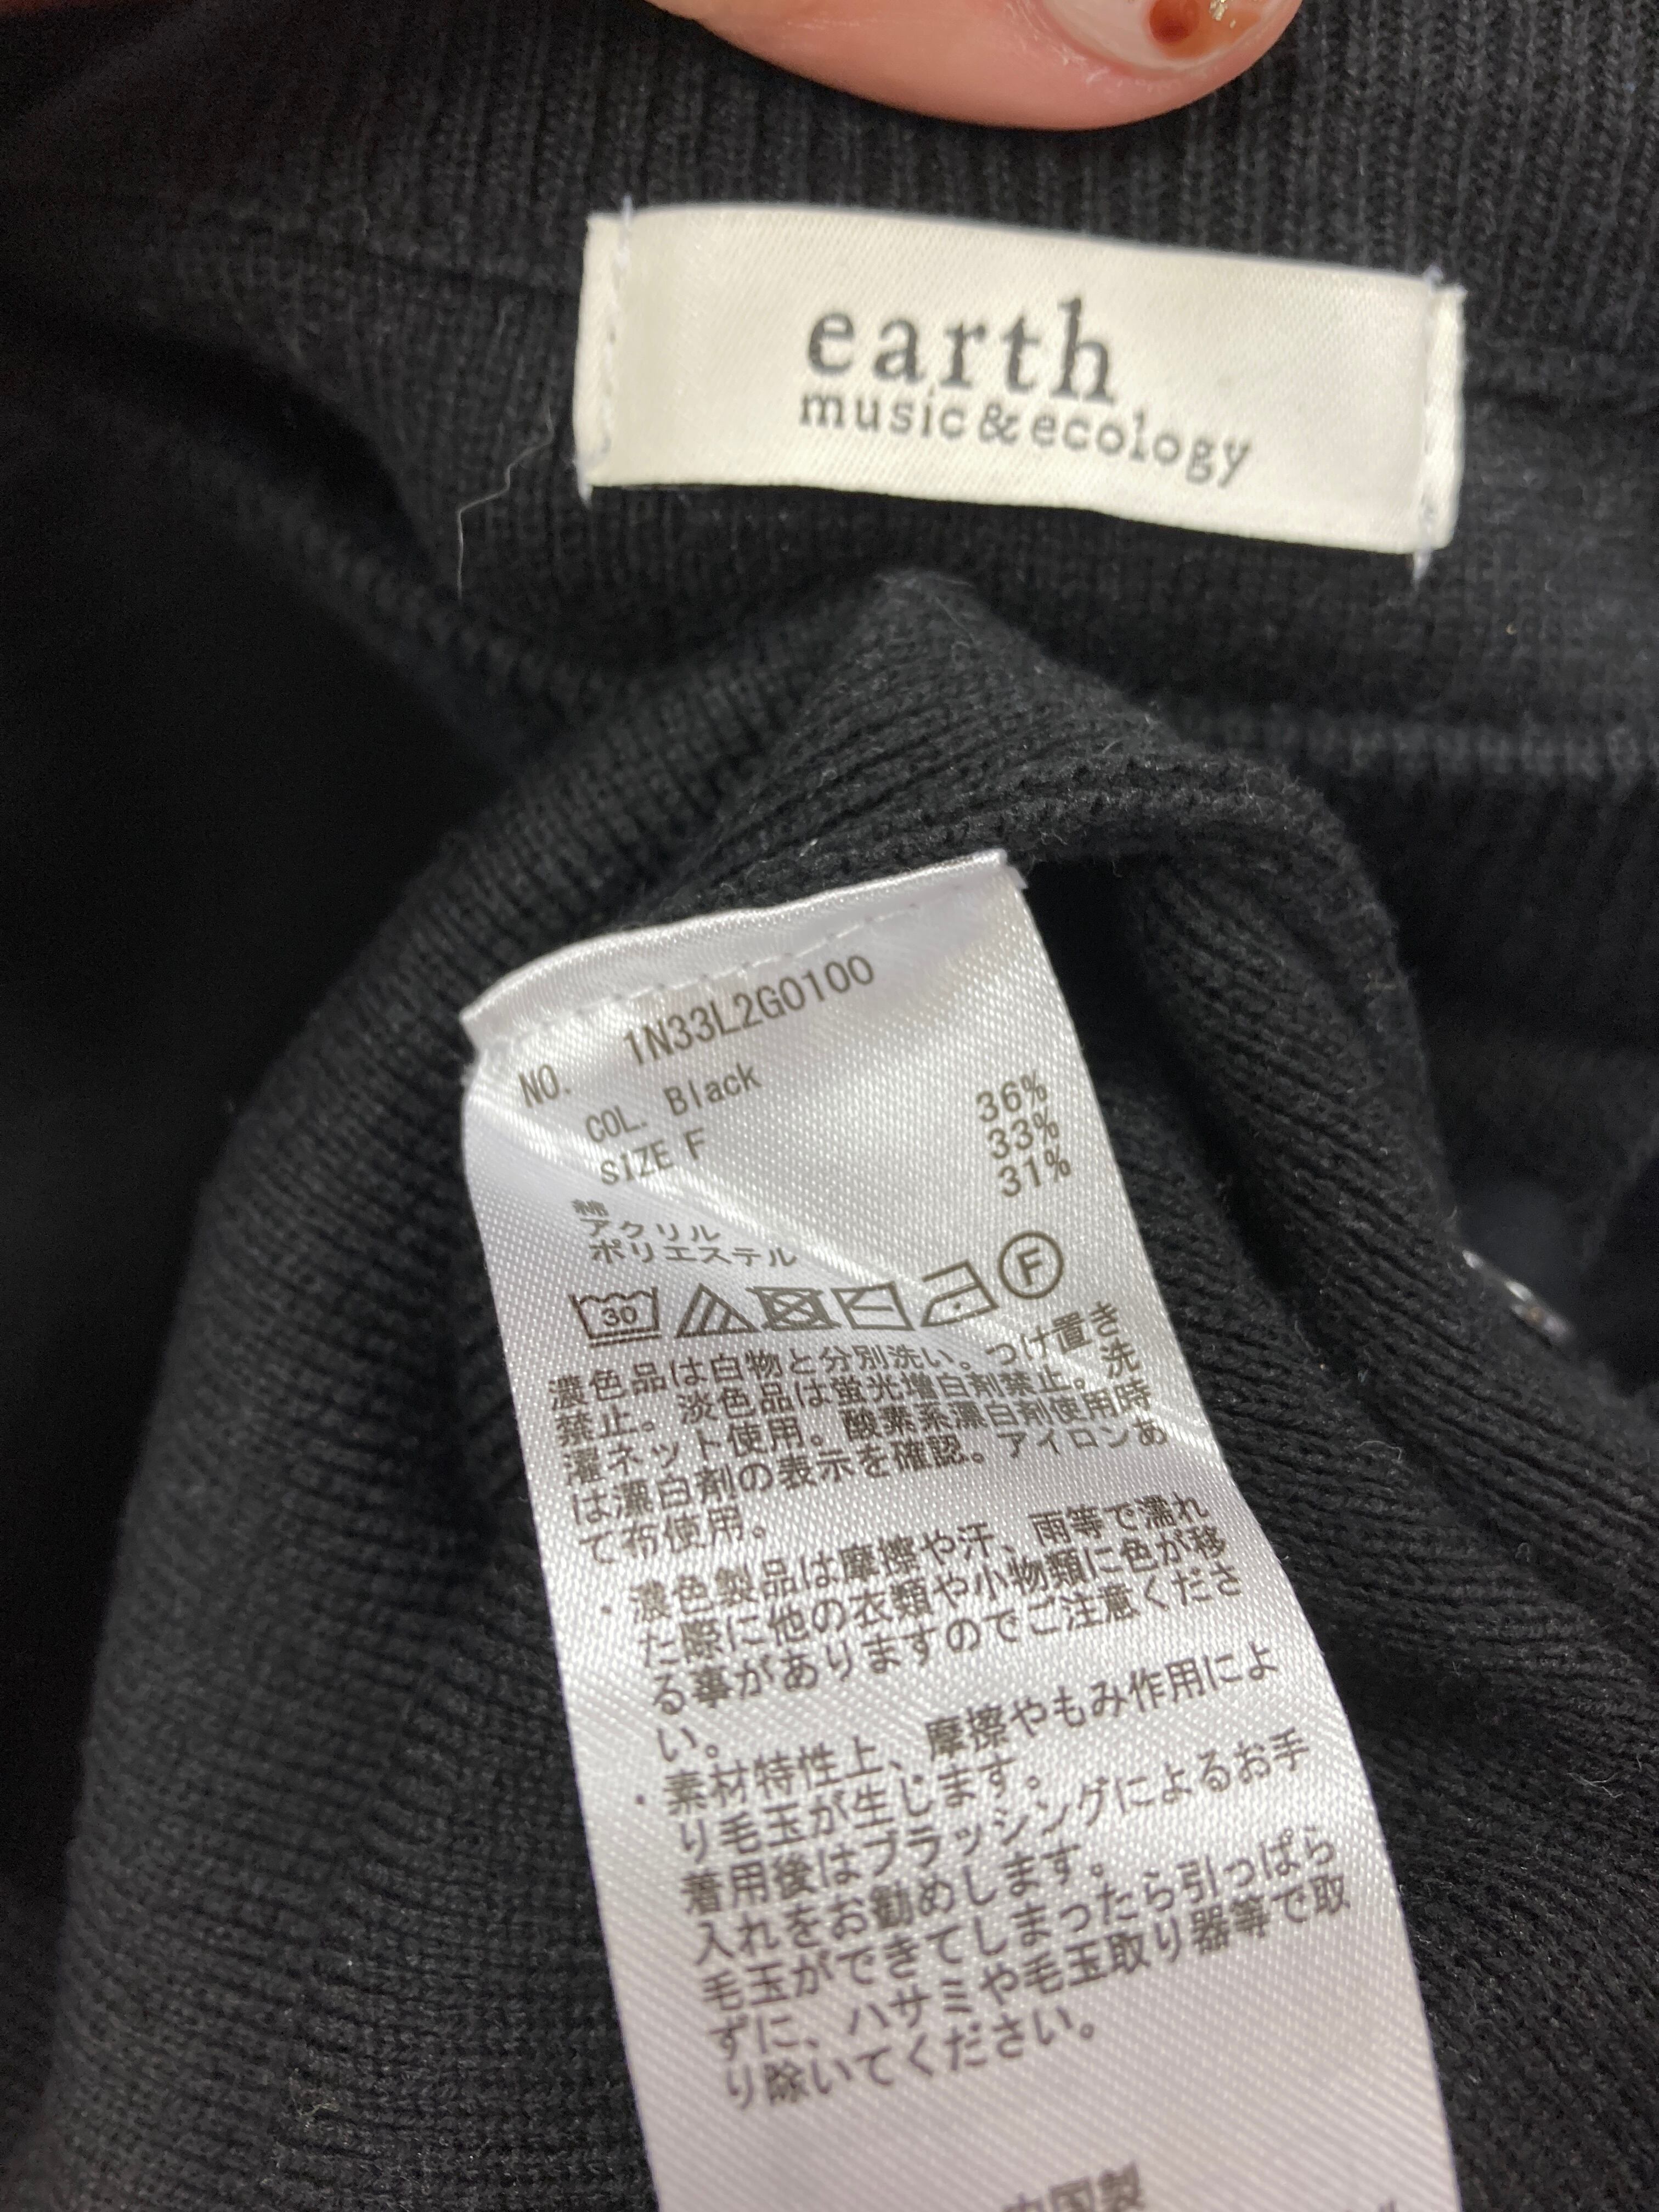 earth
music&ecology
NO. 1N33L2G0100
COL. Black
SIZE F
綿 36%
アクリル 33%
ポリエステル 31%
30 F
濃色品は白物と分別洗い。つけ置き
禁止。淡色品は蛍光増白剤禁止。洗
濯ネット使用。酸素系漂白剤使用時
は漂白剤の表示を確認。アイロンあ
て布使用。
・濃色製品は摩擦や汗、雨等で濡れ
た際に他の衣類や小物類に色が移
る事がありますのでご注意くださ
い。
・素材特性上、摩擦やもみ作用によ
り毛玉が生じます。
着用後はブラッシングによるお手
入れをお勧めします。
毛玉ができてしまったら引っぱら
ずに、ハサミや毛玉取り器等で取
り除いてください。
中国製